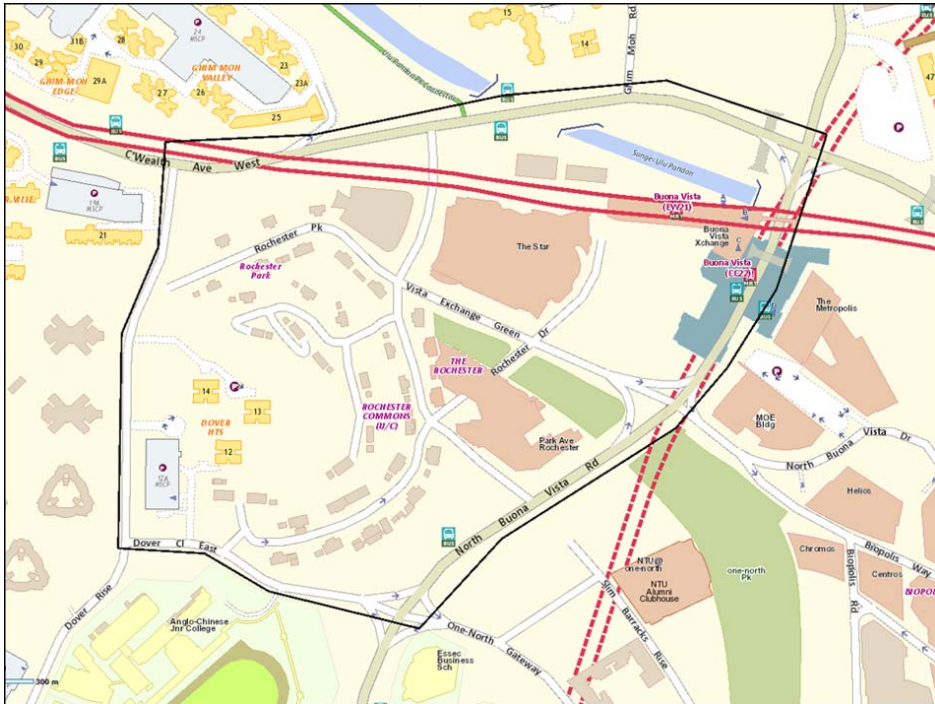 24
MSCP
15
14
47
31B
28
23
30
29
29A
27
26
23A
25
GHIM MOH
EDGE
GHIM MOH
VALLEY
Ghim Moh Rd
BUS
BUS
BUS
BUS
C'Wealth Ave West
19A
MSCP
21
Sungei Ulu Pandan
Buona Vista
(EW21)
Buona
Vista
Xchange
C
Buona Vista
(CC22)
MRT
BUS
BUS
The Star
Rochester Pk
Rochester
Park
Vista Exchange Green
Rochester Dr
The
Metropolis
THE
ROCHESTER
ROCHESTER
COMMONS
(U/C)
14
13
12
DOVER
HTS
12A
MSCP
MOE
Bldg
North Buona Vista Dr
Park Ave
Rochester
North Buona Vista Rd
Helios
Chromos
Centros
Biopolis Way
Biopolis Rd
BUS
Dover Cl East
Dover Rise
NTU@
one-north
NTU
Alumni
Clubhouse
one-north
Pk
Slim Barracks Rise
Anglo-Chinese
Jnr College
One-North Gateway
Essec
Business
Sch
300 m